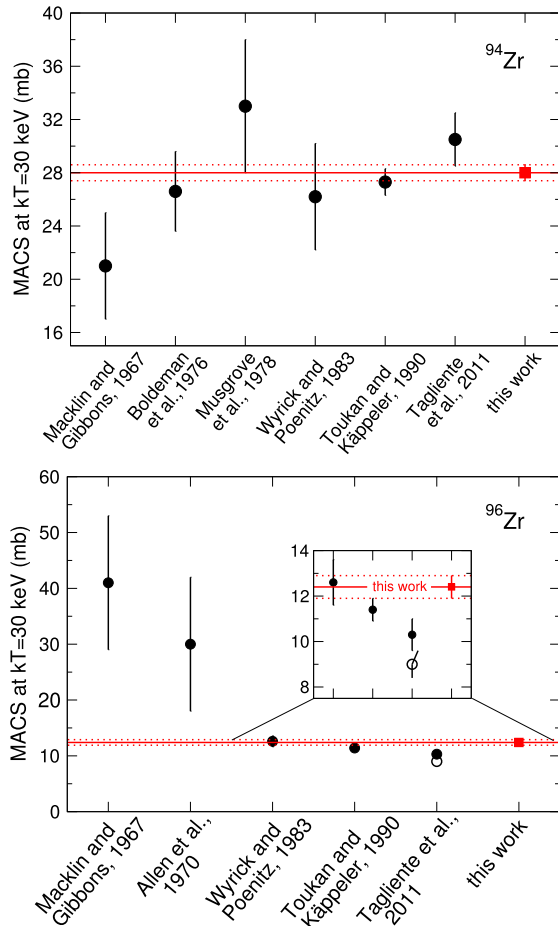 40
36
32
28
24
20
16
MACS at kT=30 keV (mb)
94Zr
Macklin and
Gibbons, 1967
Boldeman
et al.,1976
Musgrove
et al., 1978
Wyrick and
Poenitz, 1983
Toukan and
Käppeler, 1990
Tagliente
et al., 2011
this work
60
50
40
30
20
10
0
MACS at kT=30 keV (mb)
96Zr
14
12
10
8
this work
Macklin and
Gibbons, 1967
Allen et al.,
1970
Wyrick and
Poenitz, 1983
Toukan and
Käppeler, 1990
Tagliente et al.,
2011
this work